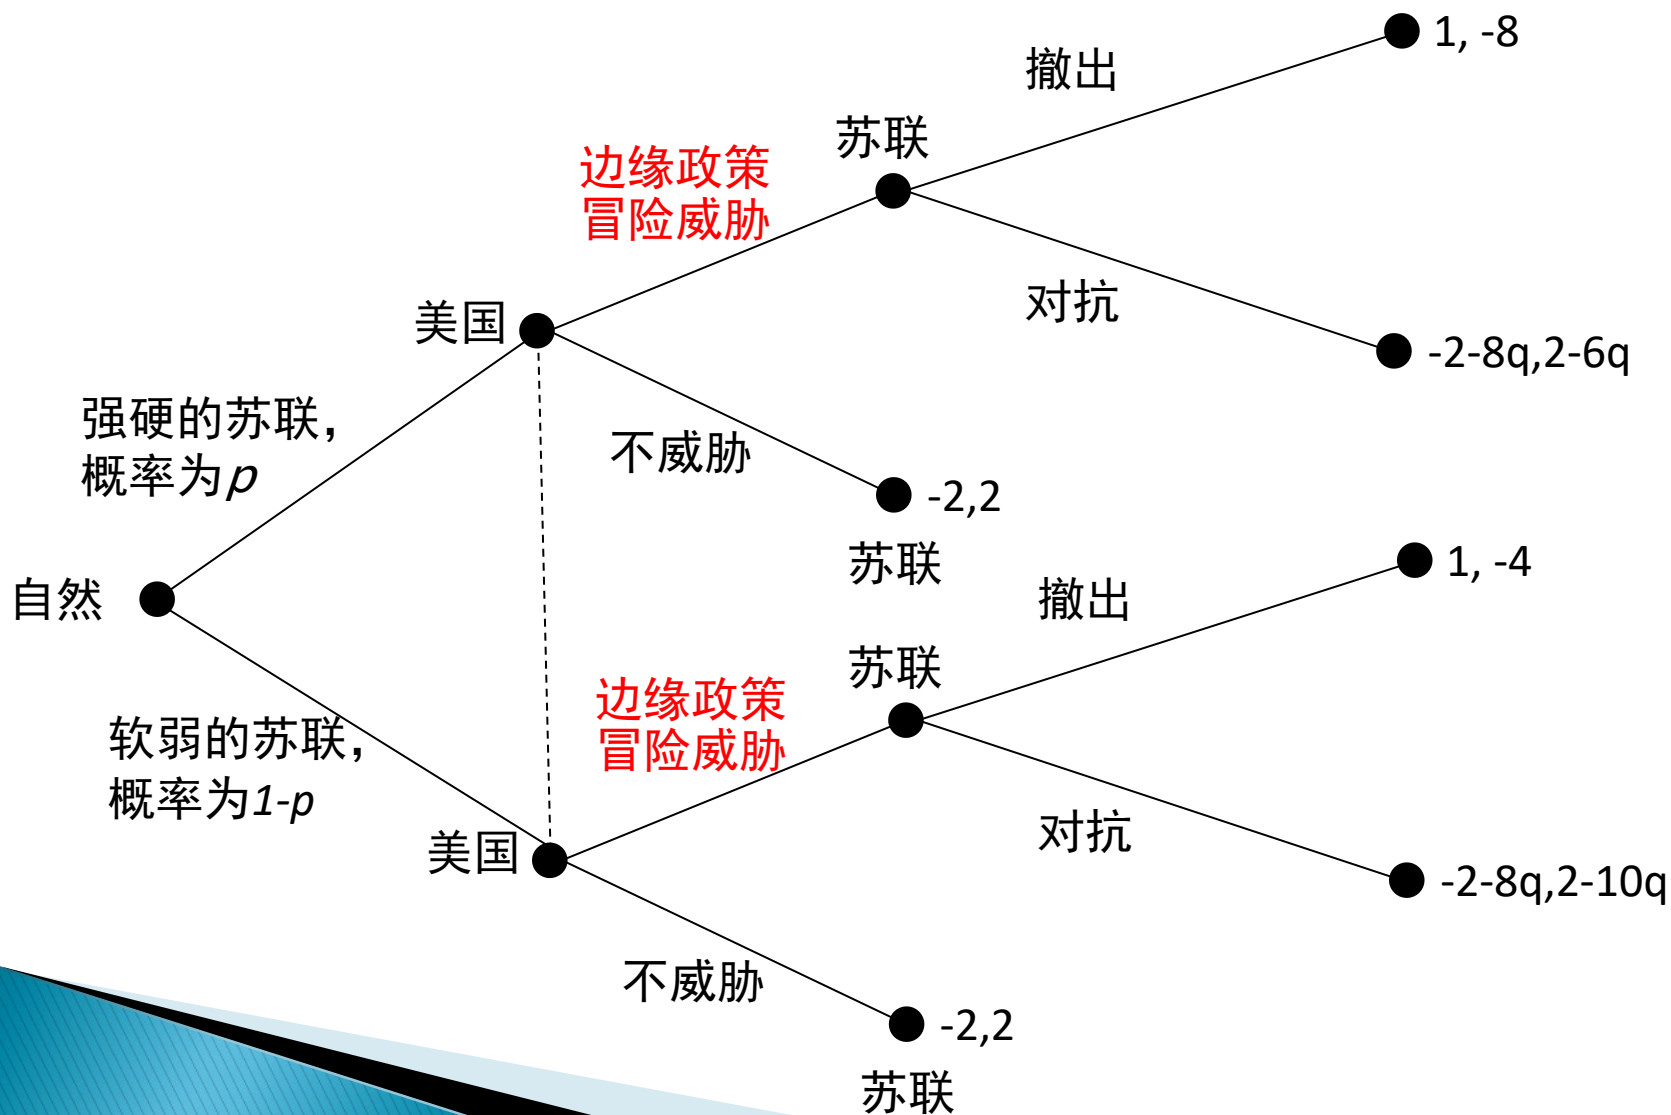 1, -8
撤出
苏联
边缘政策
冒险威胁
对抗
美国
-2-8q,2-6q
强硬的苏联，
概率为p
不威胁
-2,2
苏联
1, -4
撤出
自然
苏联
边缘政策
冒险威胁
软弱的苏联，
概率为1-p
对抗
美国
-2-8q,2-10q
不威胁
-2,2
苏联